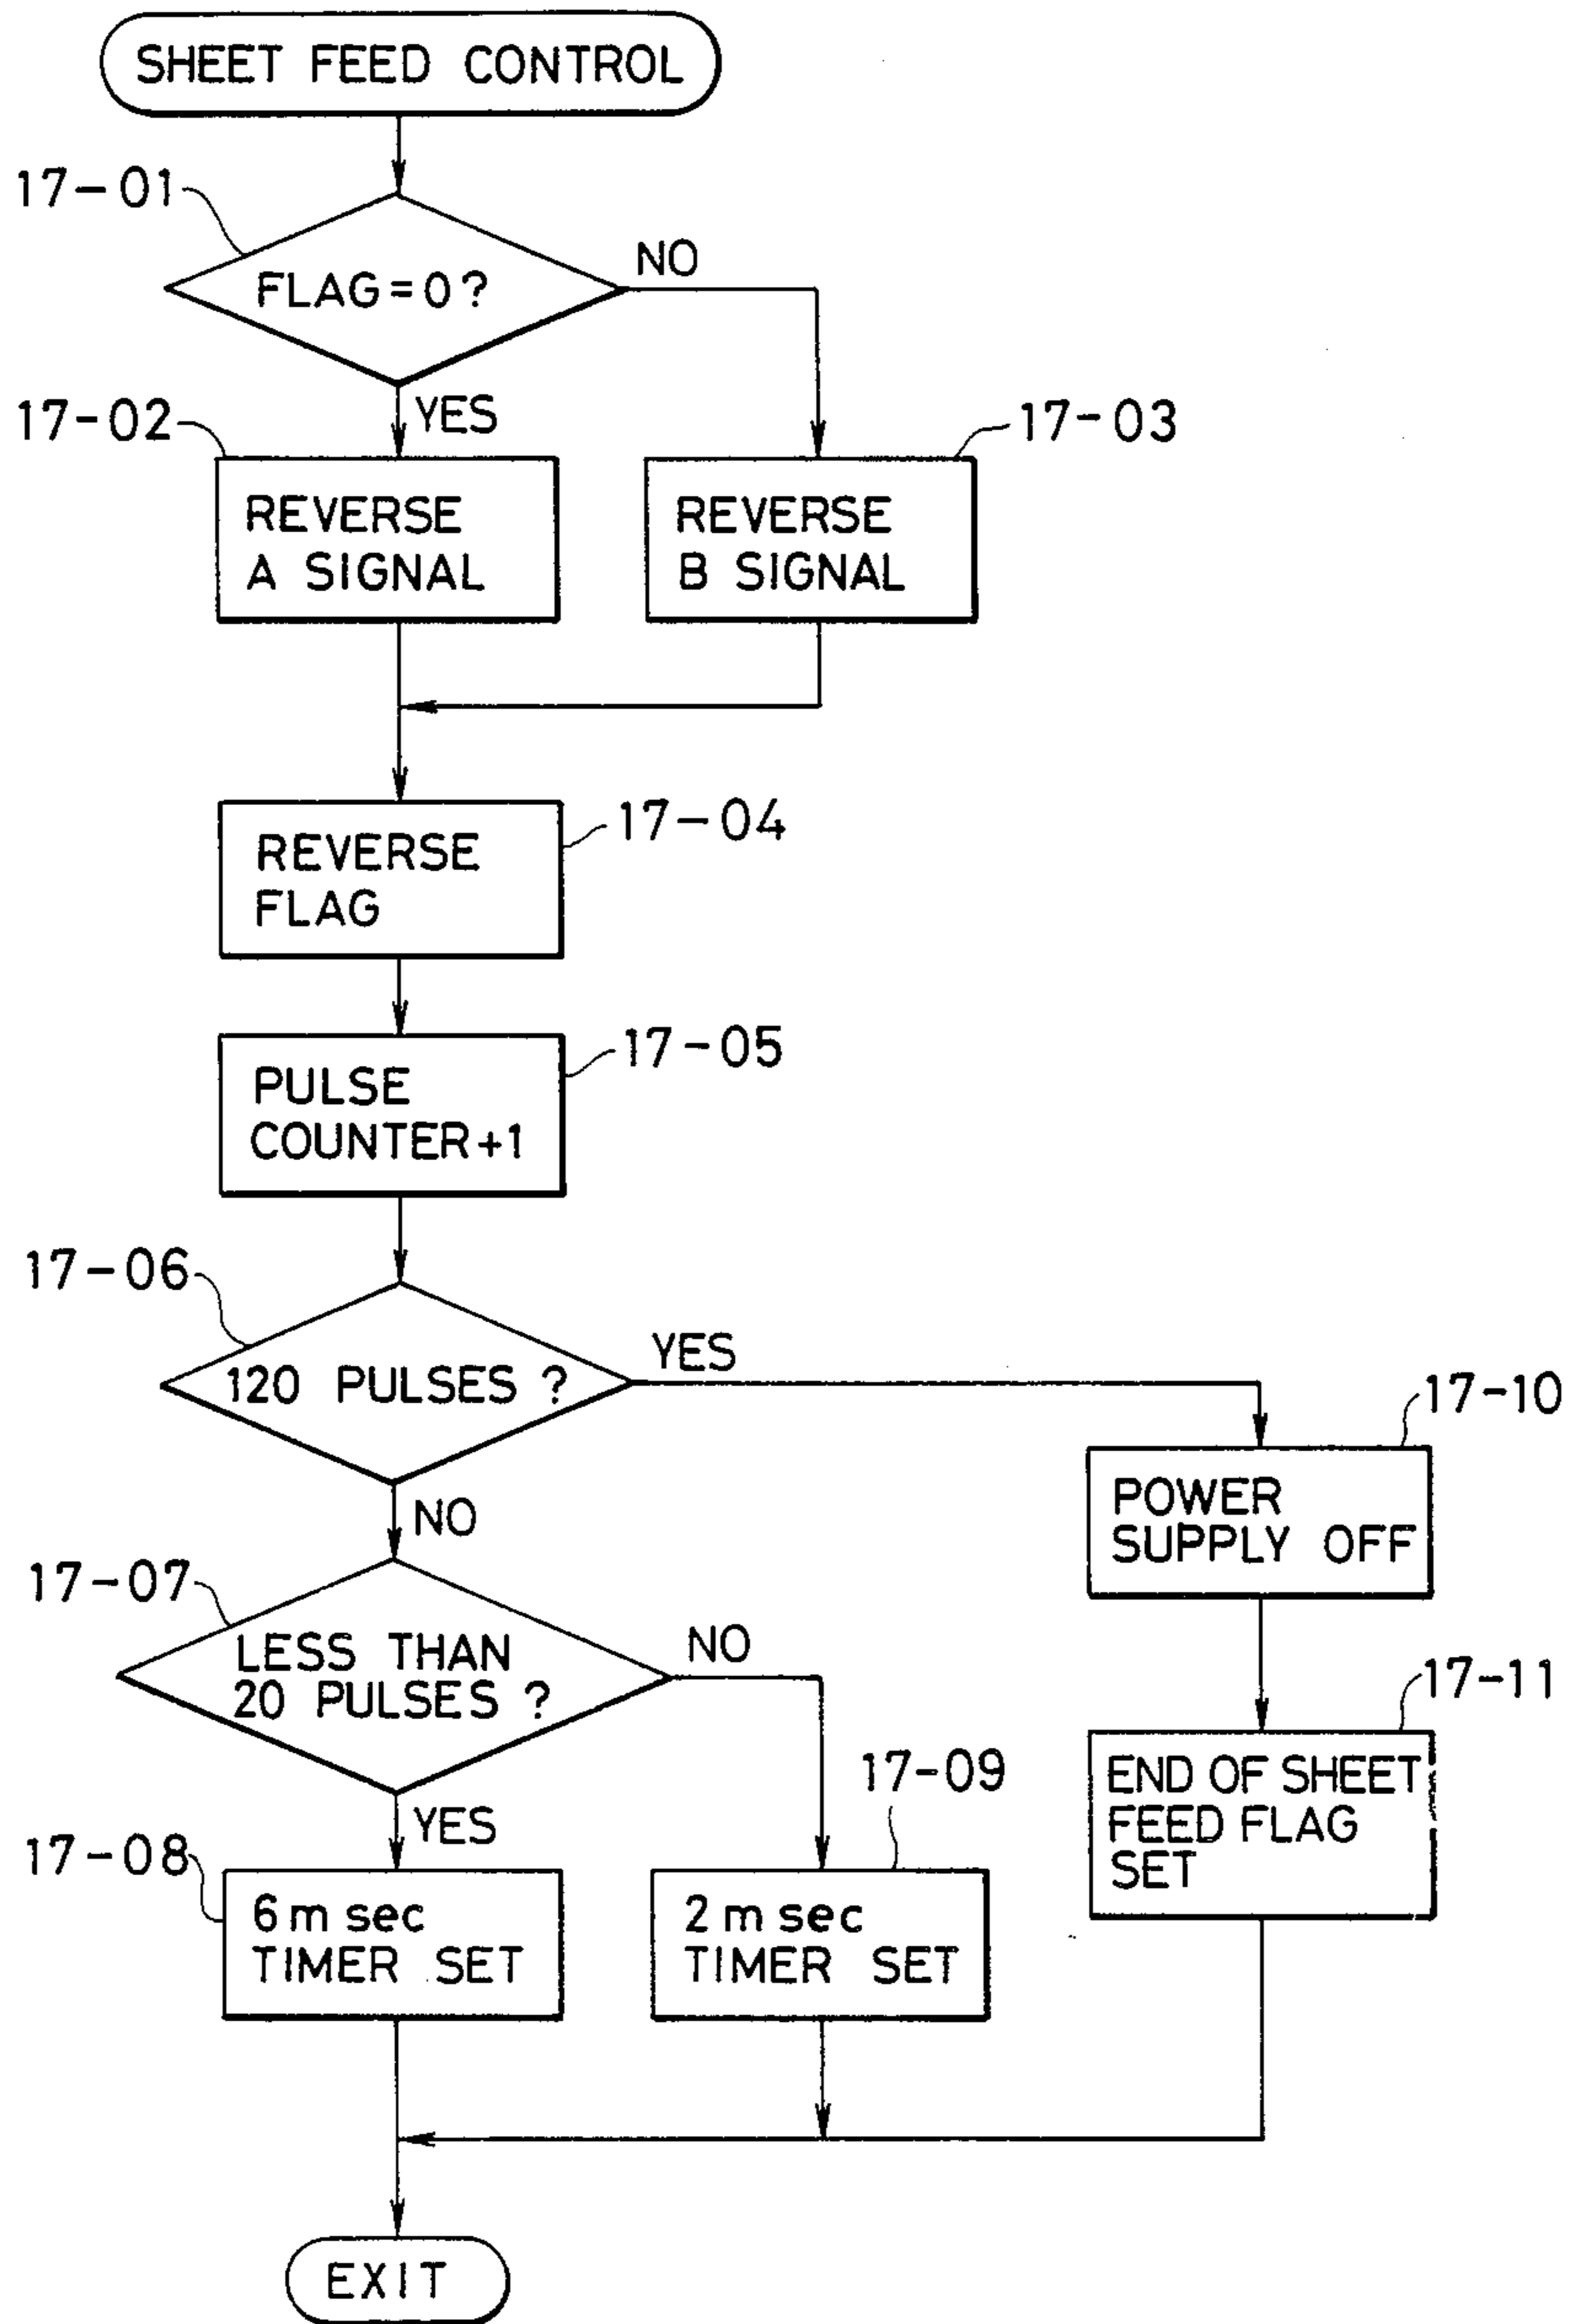 SHEET FEED CONTROL
17-01
FLAG=0?
NO
YES
17-02
17-03
REVERSE
A SIGNAL
REVERSE
B SIGNAL
17-04
REVERSE
FLAG
17-05
PULSE
COUNTER+1
17-06
120 PULSES ?
YES
NO
17-10
POWER
SUPPLY OFF
17-07
LESS THAN
20 PULSES ?
NO
YES
17-11
END OF SHEET
FEED FLAG
SET
17-08
6 m sec
TIMER SET
17-09
2 m sec
TIMER SET
EXIT